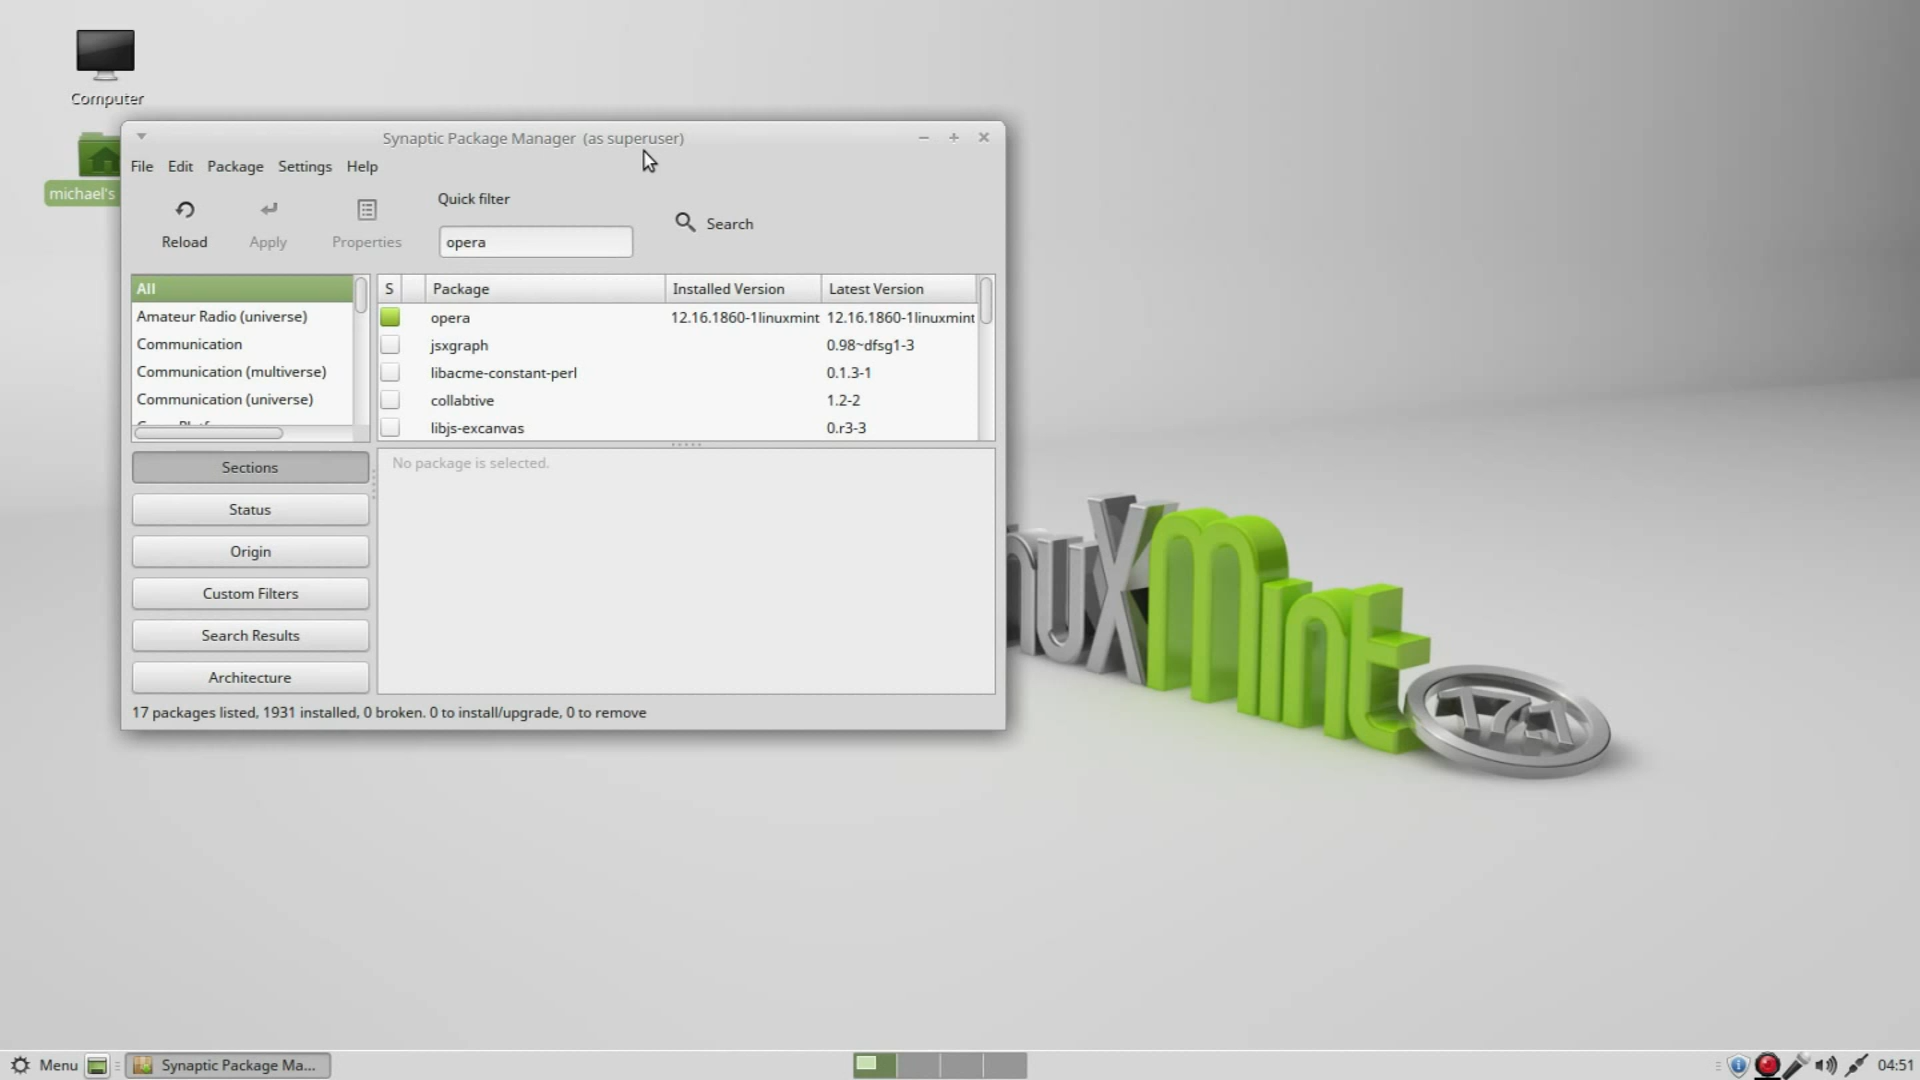 Computer
michael's
Synaptic Package Manager (as superuser)
File Edit Package Settings Help
Quick filter
Reload Apply Properties
Search
opera
All
Amateur Radio (universe)
Communication
Communication (multiverse)
Communication (universe)
S Package Installed Version Latest Version
opera 12.16.1860-1linuxmint 12.16.1860-1linuxmint
jsxgraph 0.98~dfsg1-3
libacme-constant-perl 0.1.3-1
collabtive 1.2-2
libjs-excanvas 0.r3-3
Sections
Status
Origin
Custom Filters
Search Results
Architecture
No package is selected.
17 packages listed, 1931 installed, 0 broken. 0 to install/upgrade, 0 to remove
nux
mint
17.1
Menu
Synaptic Package Ma...
04:51